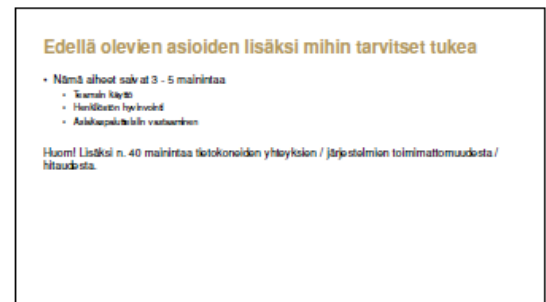 Edellä olevien asioiden lisäksi mihin tarvitset tukea
• Nämä aiheet saivat 3 - 5 mainintaa
• Teamsin käyttö
• Henkilöstön hyvinvointi
• Asiakaspalautteisiin vastaaminen
Huom! Lisäksi n. 40 mainintaa tietokoneiden yhteyksien / järjestelmien toimimattomuudesta /
hitaudesta.